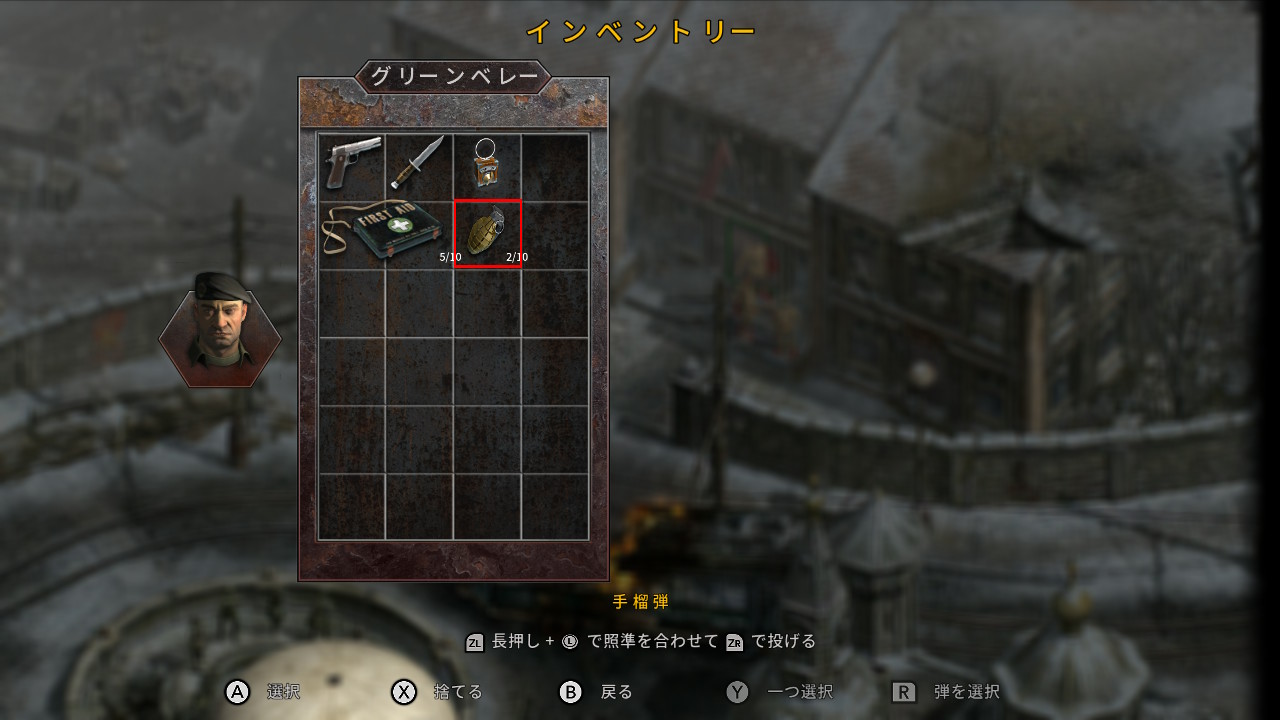 インベントリー
グリーンベレー
FIRST AID
5/10
2/10
手榴弾
ZL 長押し + L で照準を合わせて ZR で投げる
A 選択 X 捨てる B 戻る Y 一つ選択 R 弾を選択